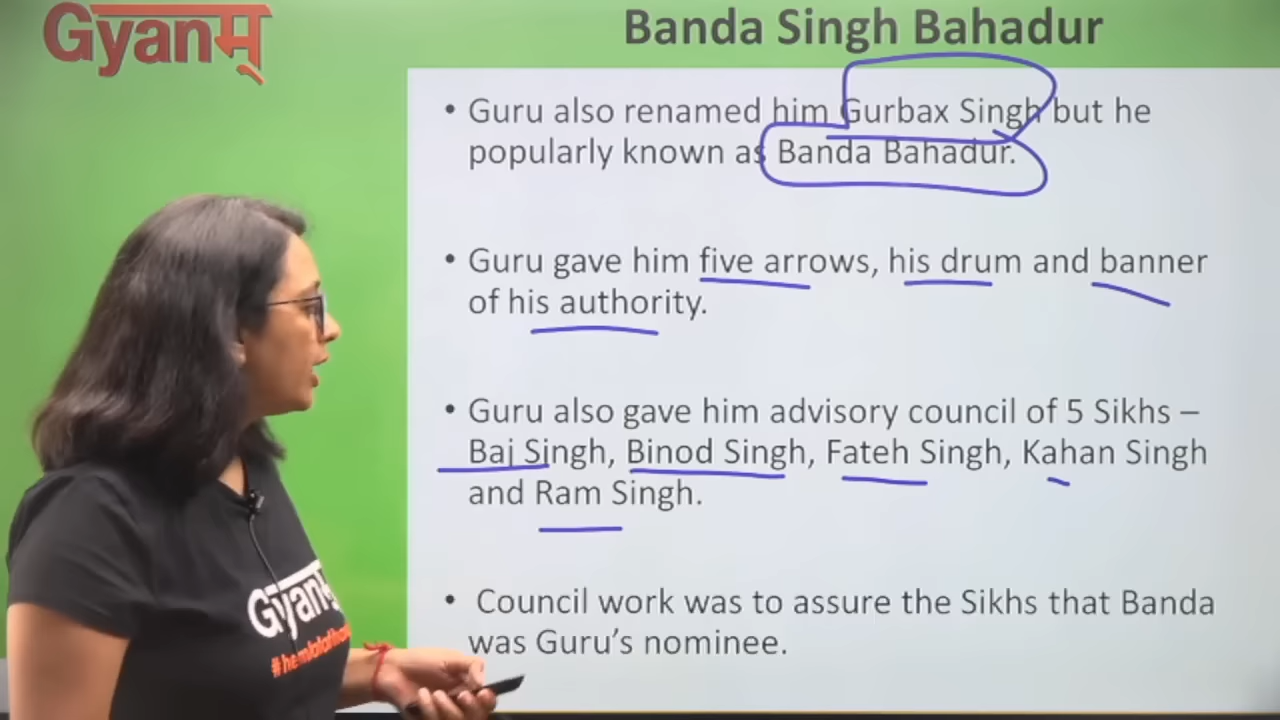 Gyanम्
Banda Singh Bahadur
• Guru also renamed him Gurbax Singh but he
popularly known as Banda Bahadur.
• Guru gave him five arrows, his drum and banner
of his authority.
• Guru also gave him advisory council of 5 Sikhs –
Baj Singh, Binod Singh, Fateh Singh, Kahan Singh
and Ram Singh.
• Council work was to assure the Sikhs that Banda
was Guru's nominee.
Gyanम्